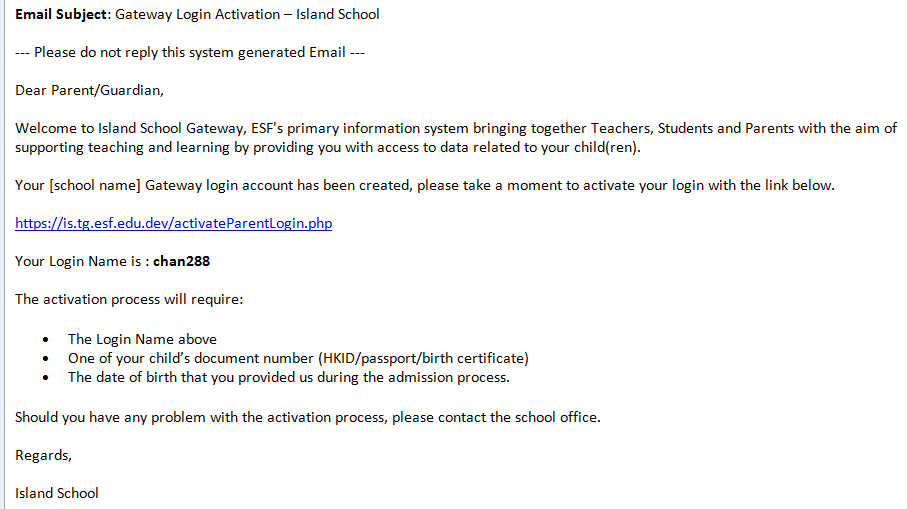 Email Subject: Gateway Login Activation – Island School
--- Please do not reply this system generated Email ---
Dear Parent/Guardian,
Welcome to Island School Gateway, ESF's primary information system bringing together Teachers, Students and Parents with the aim of
supporting teaching and learning by providing you with access to data related to your child(ren).
Your [school name] Gateway login account has been created, please take a moment to activate your login with the link below.
https://is.tg.esf.edu.dev/activateParentLogin.php
Your Login Name is : chan288
The activation process will require:
• The Login Name above
• One of your child's document number (HKID/passport/birth certificate)
• The date of birth that you provided us during the admission process.
Should you have any problem with the activation process, please contact the school office.
Regards,
Island School